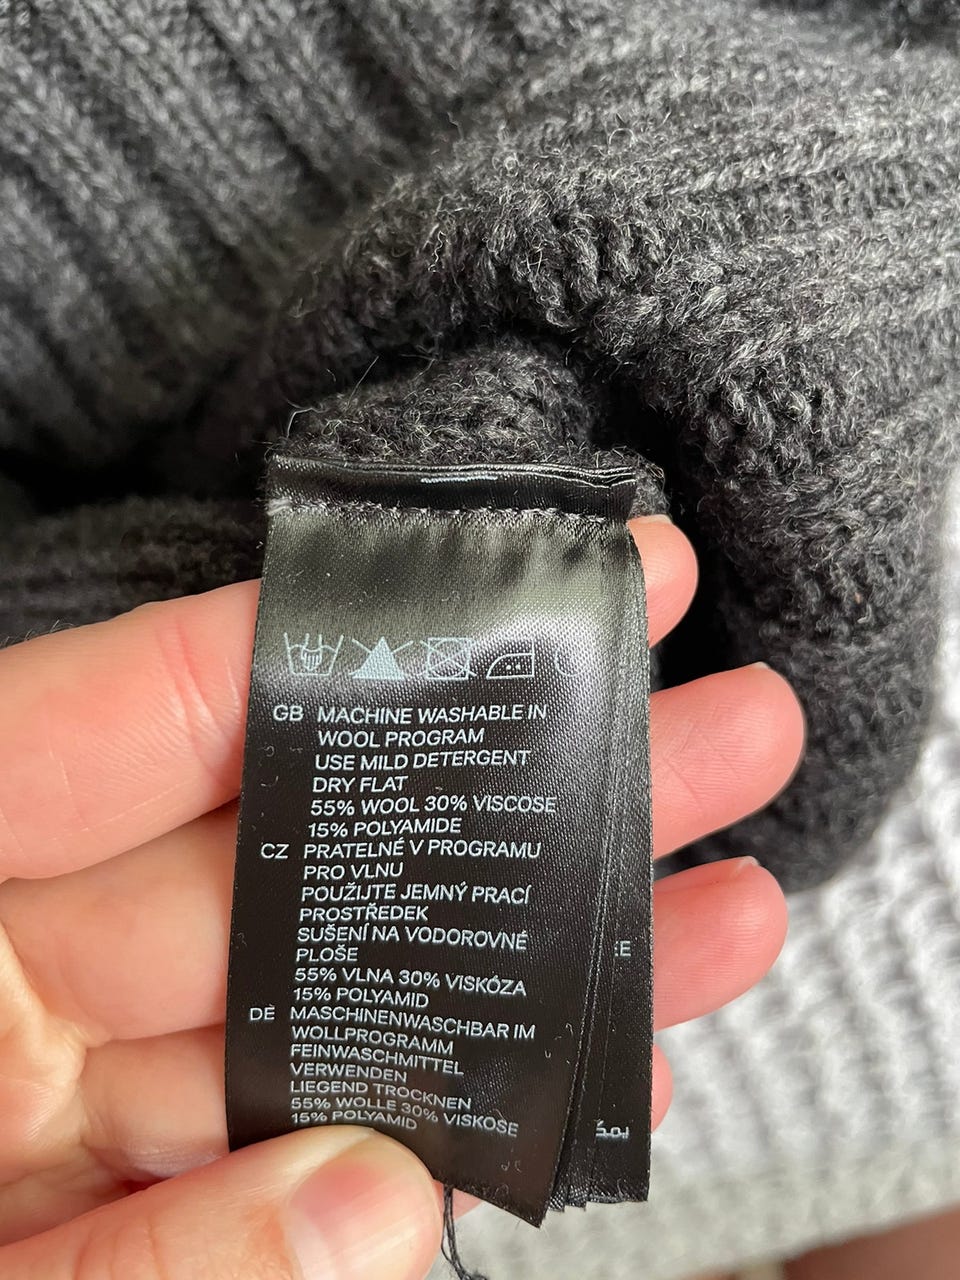 GB MACHINE WASHABLE IN
WOOL PROGRAM
USE MILD DETERGENT
DRY FLAT
55% WOOL 30% VISCOSE
15% POLYAMIDE
CZ PRATELNÉ V PROGRAMU
PRO VLNU
POUŽIJTE JEMNÝ PRACÍ
PROSTŘEDEK
SUŠENÍ NA VODOROVNÉ
PLOŠE
55% VLNA 30% VISKÓZA
15% POLYAMID
DE MASCHINENWASCHBAR IM
WOLLPROGRAMM
FEINWASCHMITTEL
VERWENDEN
LIEGEND TROCKNEN
55% WOLLE 30% VISKOSE
15% POLYAMID